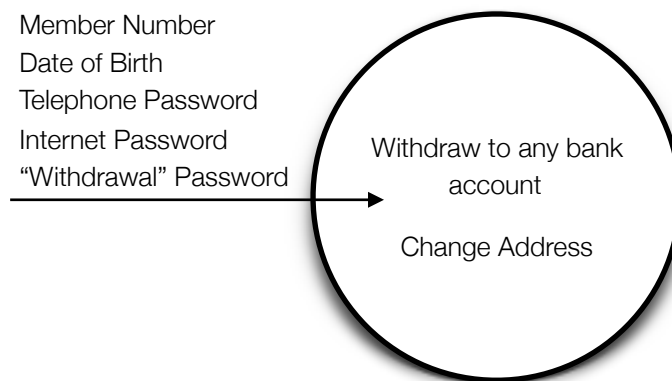 Member Number
Date of Birth
Telephone Password
Internet Password
“Withdrawal” Password
Withdraw to any bank
account
Change Address